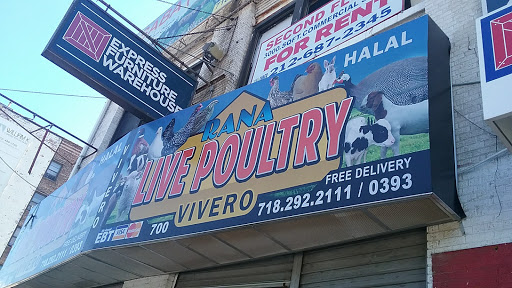 EXPRESS
FURNITURE
WAREHOUSE
SECOND FL
FOR RENT
212-687-2345
HALAL
RANA
LIVE POULTRY
VIVERO
FREE DELIVERY
700
718.292.2111 / 0393
HALAL
EBT
VISA